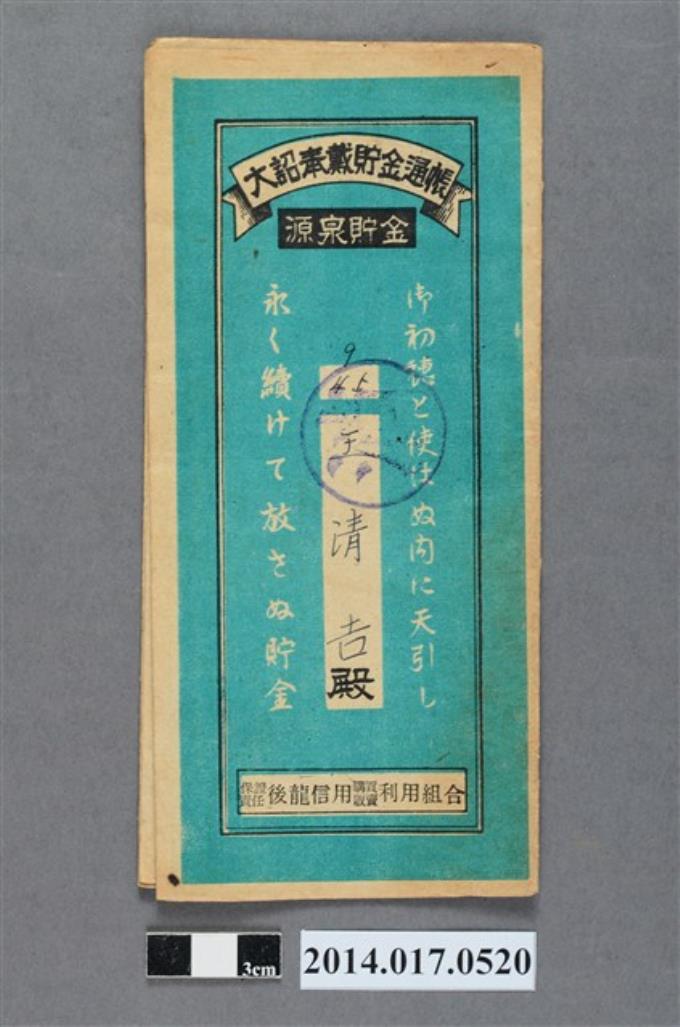 大詔奉戴貯金通帳
源泉貯金
御初穂と使はぬ內に天引し
永く續けて放さぬ貯金
9
清吉殿
保證責任後龍信用購買販賣利用組合
3cm
2014.017.0520